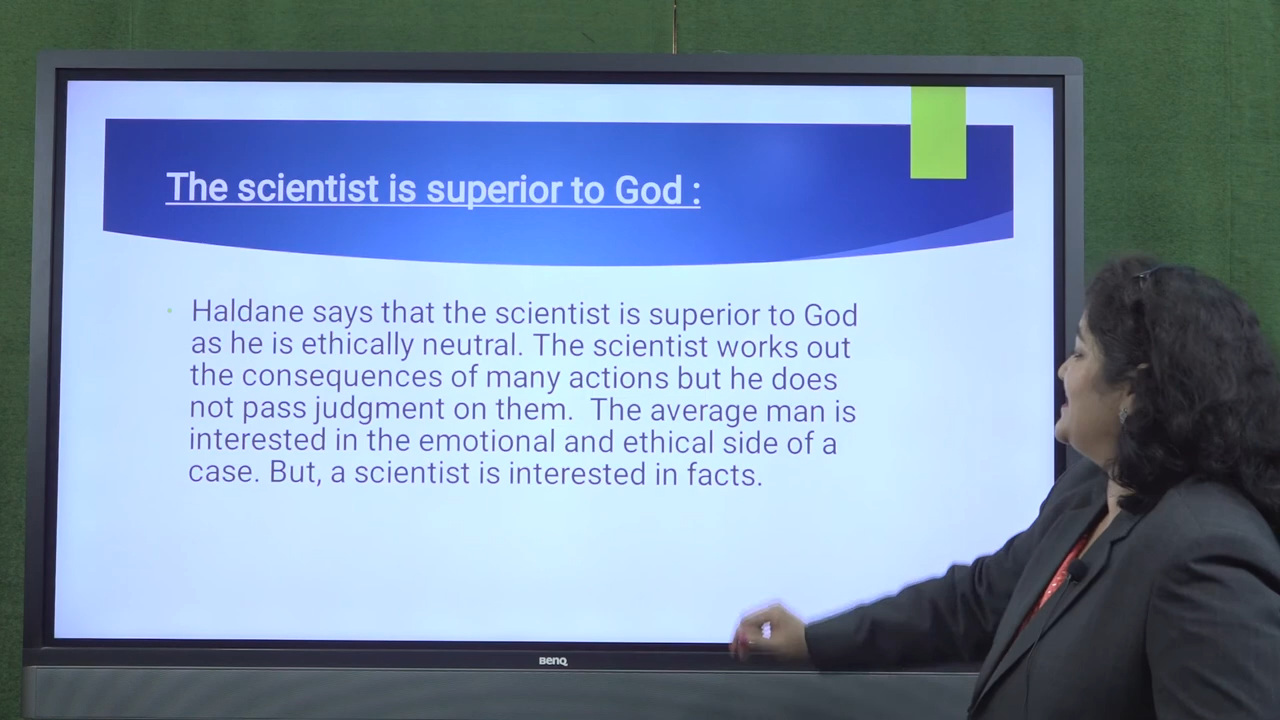 The scientist is superior to God :
Haldane says that the scientist is superior to God
as he is ethically neutral. The scientist works out
the consequences of many actions but he does
not pass judgment on them.  The average man is
interested in the emotional and ethical side of a
case. But, a scientist is interested in facts.
BenQ